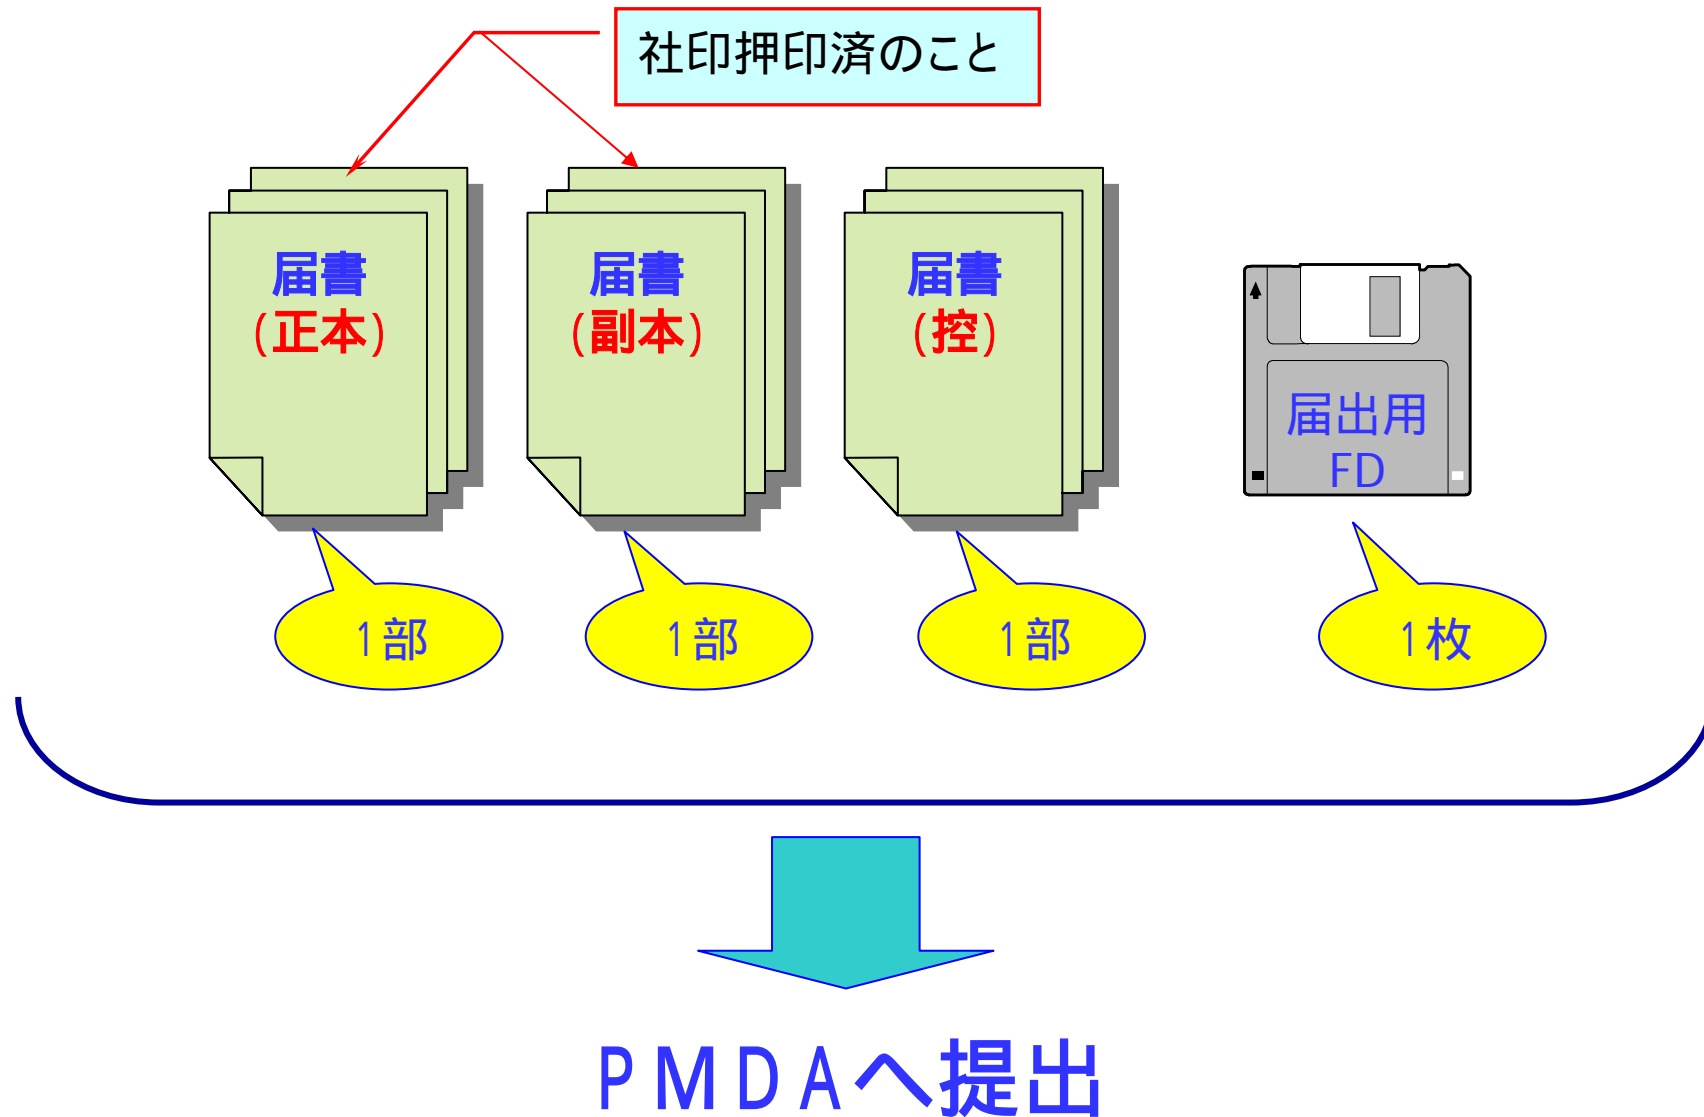 社印押印済のこと
届書
(正本)
届書
(副本)
届書
(控)
届出用
FD
1部
1部
1部
1枚
PMDAへ提出